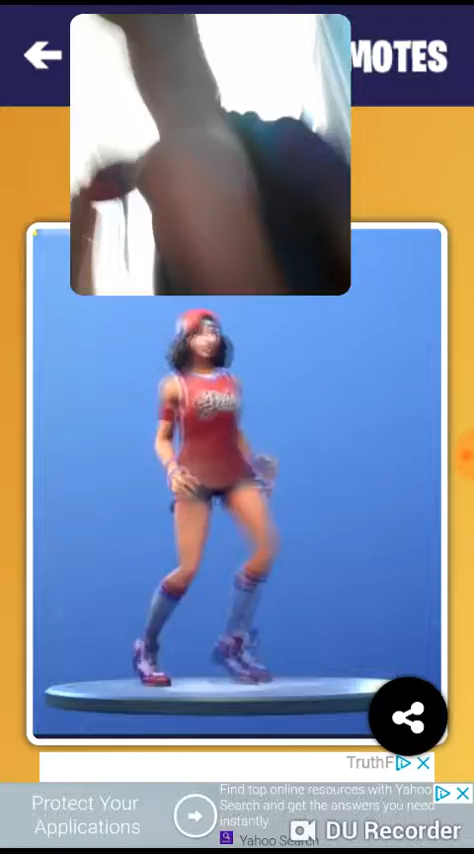 MOTES
TruthF
Protect Your
Applications
Find top online resources with Yahoo
Search and get the answers you need
instantly.
Yahoo Search
DU Recorder